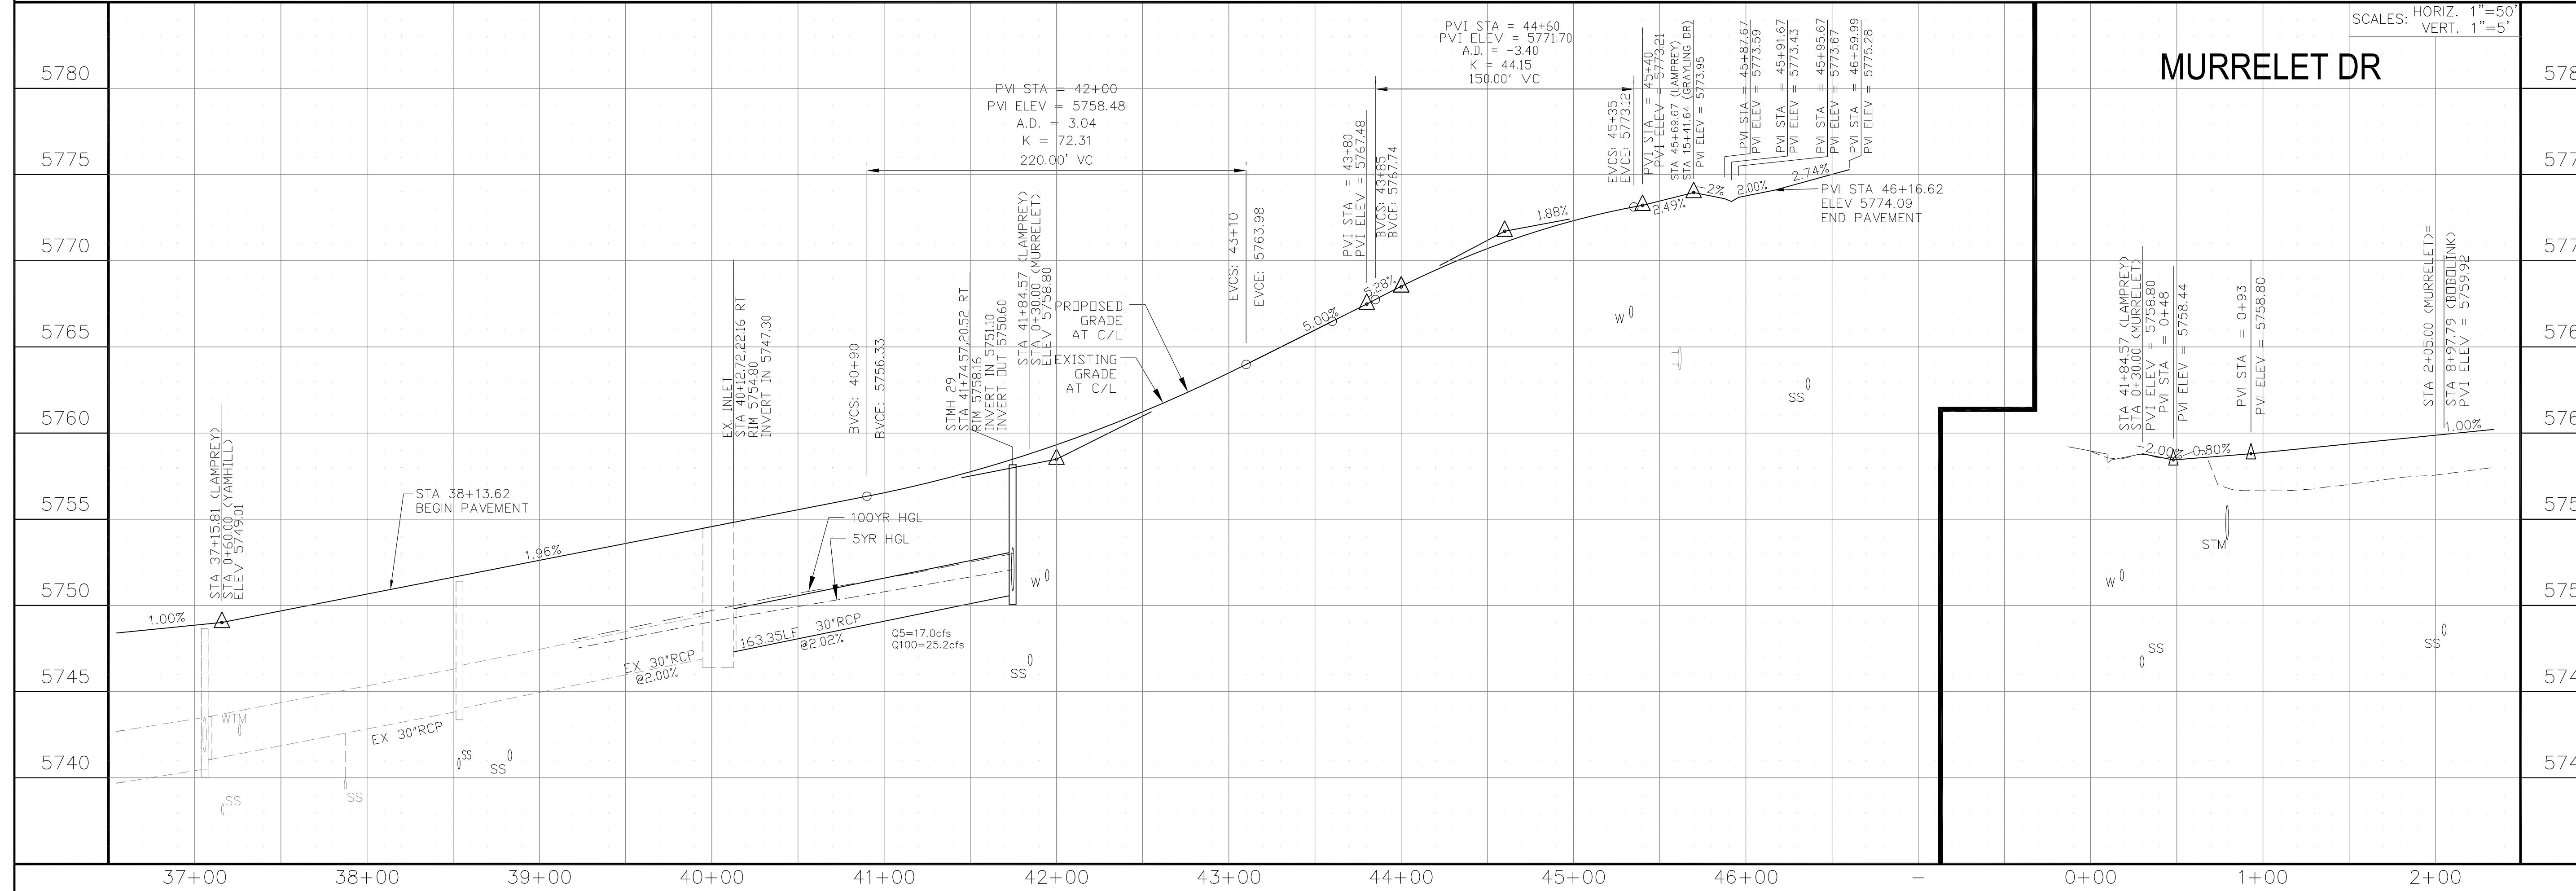 SCALES: HORIZ. 1"=50'
VERT. 1"=5'
MURRELET DR
5780
5775
5770
5765
5760
5755
5750
5745
5740
1.00%
STA 37+15.81 (LAMPREY)
STA 0+60.00 (YAMHILL)
ELEV 5749.01
STA 38+13.62
BEGIN PAVEMENT
1.96%
WTM
SS
SS
SS
SS
EX 30"RCP
EX 30"RCP
@2.00%
EX. INLET
STA 40+12.72,22.16 RT
RIM 5754.80
INVERT IN 5747.30
163.35LF 30"RCP
@2.02%
Q5=17.0cfs
Q100=25.2cfs
100YR HGL
5YR HGL
BVCS: 40+90
BVCE: 5756.33
PVI STA = 42+00
PVI ELEV = 5758.48
A.D. = 3.04
K = 72.31
220.00' VC
STMH 29
STA 41+74.57,20.52 RT
RIM 5758.16
INVERT IN 5751.10
INVERT OUT 5750.60
STA 41+84.57 (LAMPREY)
STA 0+30.00 (MURRELET)
ELEV 5758.80
W
SS
PROPOSED
GRADE
AT C/L
EXISTING
GRADE
AT C/L
EVCS: 43+10
EVCE: 5763.98
5.00%
PVI STA = 43+80
PVI ELEV = 5767.48
BVCS: 43+85
BVCE: 5767.74
5.28%
PVI STA = 44+60
PVI ELEV = 5771.70
A.D. = -3.40
K = 44.15
150.00' VC
1.88%
EVCS: 45+35
EVCE: 5773.12
PVI STA = 45+40
PVI ELEV = 5773.21
2.49%
STA 45+69.67 (LAMPREY)
STA 15+41.64 (GRAYLING DR)
PVI ELEV = 5773.95
2%
PVI STA = 45+87.67
PVI ELEV = 5773.59
PVI STA = 45+91.67
PVI ELEV = 5773.43
2.00%
PVI STA = 45+95.67
PVI ELEV = 5773.67
PVI STA = 46+59.99
PVI ELEV = 5775.28
2.74%
PVI STA 46+16.62
ELEV 5774.09
END PAVEMENT
W
SS
STA 41+84.57 (LAMPREY)
STA 0+30.00 (MURRELET)
PVI ELEV = 5758.80
PVI STA = 0+48
PVI ELEV = 5758.44
-2.00%
0.80%
PVI STA = 0+93
PVI ELEV = 5758.80
STA 2+05.00 (MURRELET)=
STA 8+97.79 (BOBOLINK)
PVI ELEV = 5759.92
1.00%
STM
W
SS
SS
37+00 38+00 39+00 40+00 41+00 42+00 43+00 44+00 45+00 46+00 - 0+00 1+00 2+00